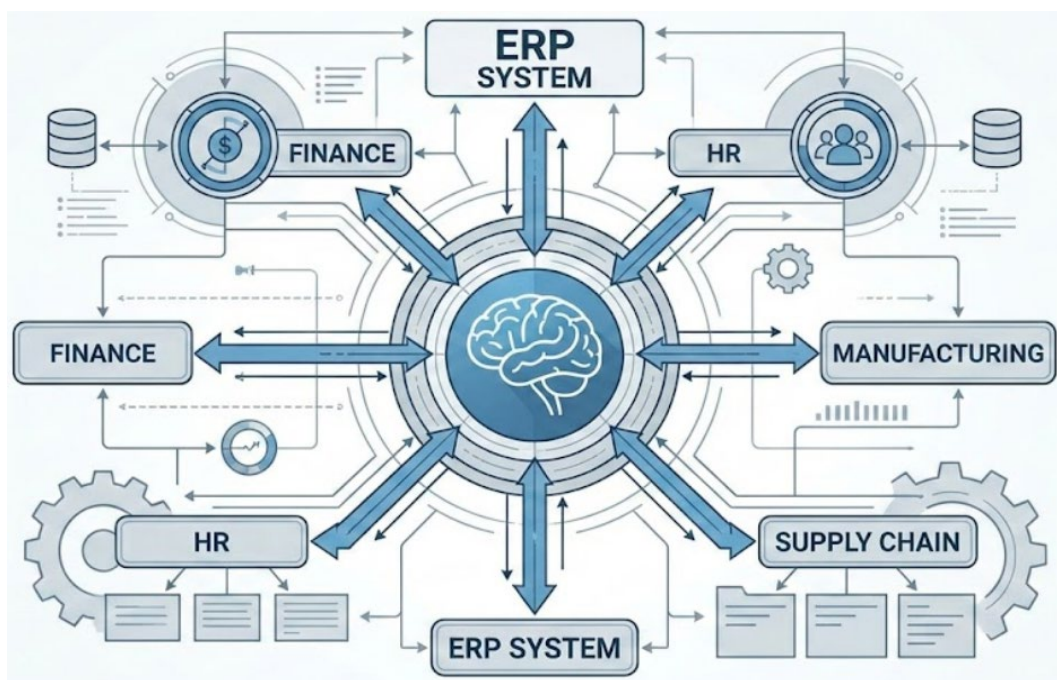 ERP
SYSTEM
FINANCE
$
HR
FINANCE
MANUFACTURING
HR
SUPPLY CHAIN
ERP SYSTEM